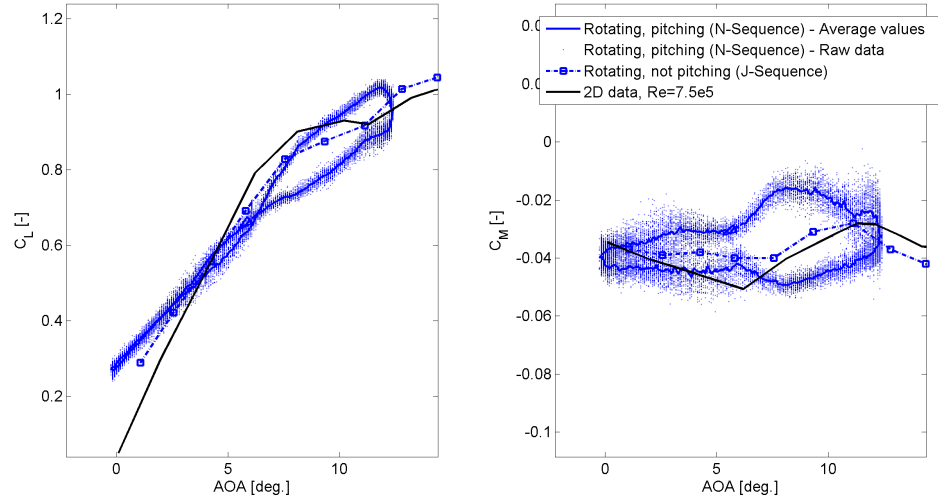 1.2
1
0.8
0.6
0.4
0.2
0
5
10
AOA [deg.]
C_L [-]
0
-0.02
-0.04
-0.06
-0.08
-0.1
0
5
10
AOA [deg.]
C_M [-]
Rotating, pitching (N-Sequence) - Average values
Rotating, pitching (N-Sequence) - Raw data
Rotating, not pitching (J-Sequence)
2D data, Re=7.5e5